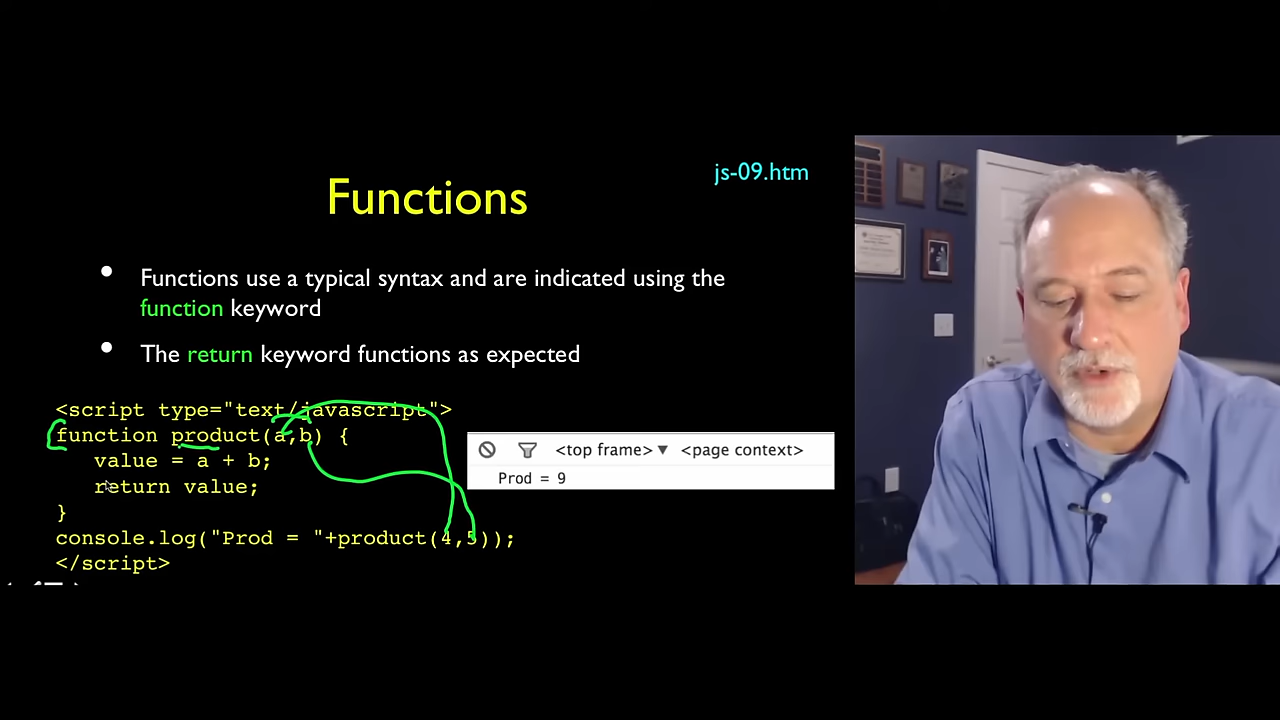 js-09.htm
Functions
• Functions use a typical syntax and are indicated using the
function keyword
• The return keyword functions as expected
<script type="text/javascript">
function product(a,b) {
value = a + b;
return value;
}
console.log("Prod = "+product(4,5));
</script>
<top frame>▼ <page context>
Prod = 9